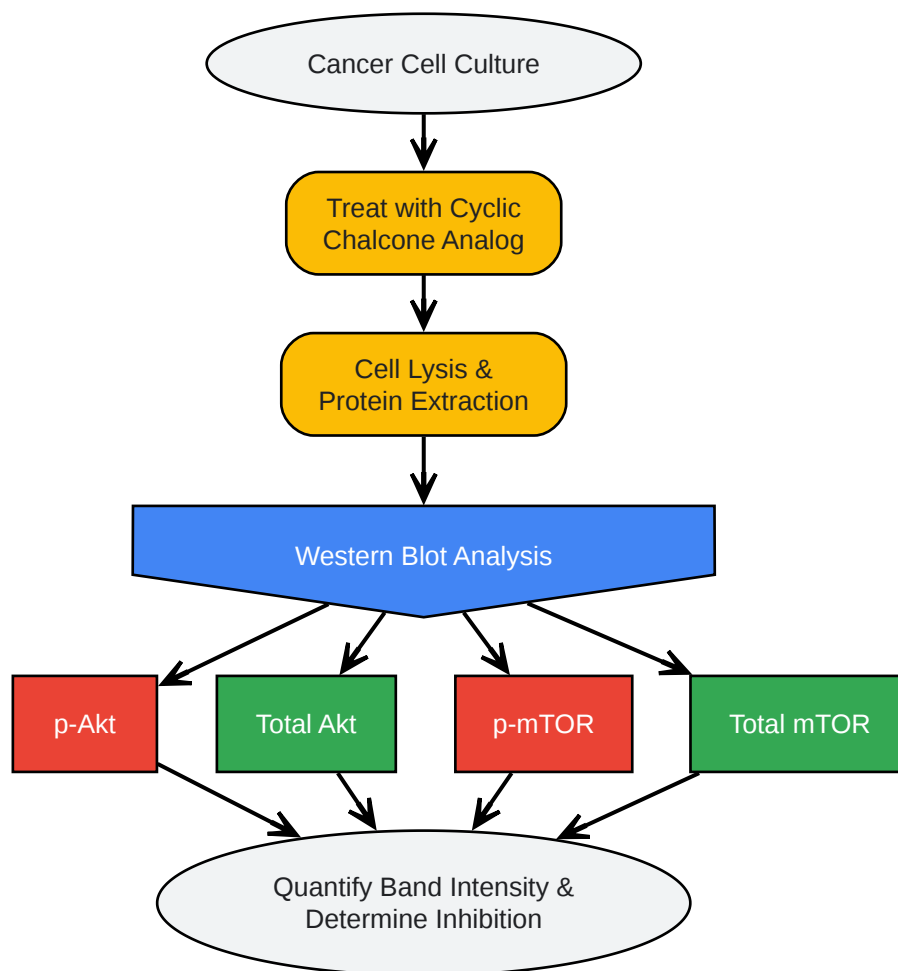 Cancer Cell Culture
Treat with Cyclic
Chalcone Analog
Cell Lysis &
Protein Extraction
Western Blot Analysis
p-Akt
Total Akt
p-mTOR
Total mTOR
Quantify Band Intensity &
Determine Inhibition